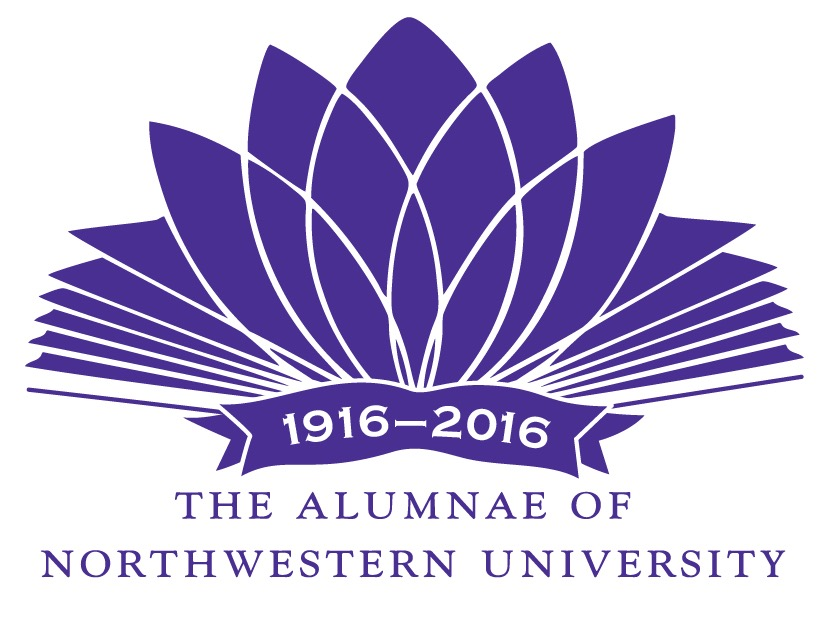 1916–2016
THE ALUMNAE OF
NORTHWESTERN UNIVERSITY